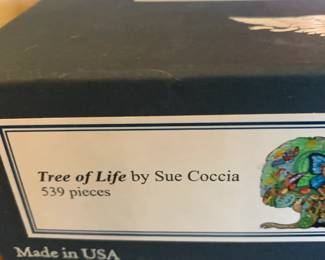 Tree of Life by Sue Coccia
539 pieces
Made in USA